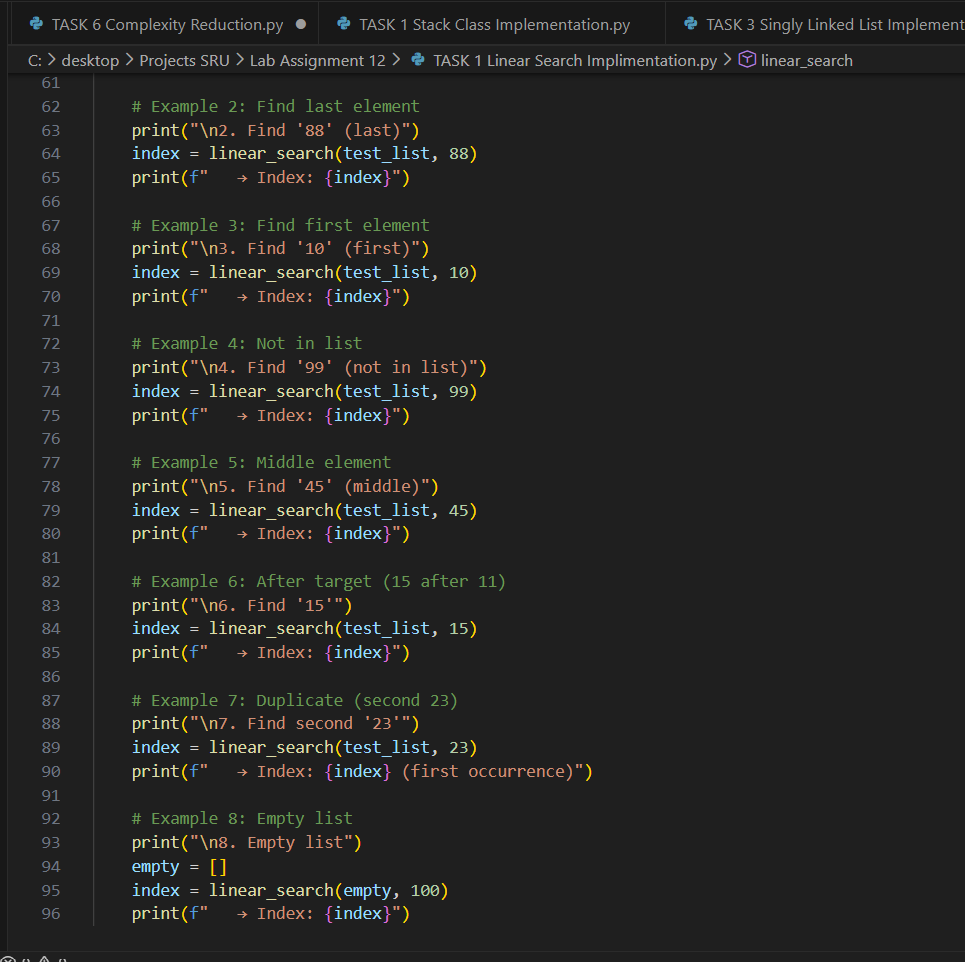 TASK 6 Complexity Reduction.py ● TASK 1 Stack Class Implementation.py TASK 3 Singly Linked List Implement
C: > desktop > Projects SRU > Lab Assignment 12 > TASK 1 Linear Search Implimentation.py > linear_search
61
62 # Example 2: Find last element
63 print("\n2. Find '88' (last)")
64 index = linear_search(test_list, 88)
65 print(f"   → Index: {index}")
66
67 # Example 3: Find first element
68 print("\n3. Find '10' (first)")
69 index = linear_search(test_list, 10)
70 print(f"   → Index: {index}")
71
72 # Example 4: Not in list
73 print("\n4. Find '99' (not in list)")
74 index = linear_search(test_list, 99)
75 print(f"   → Index: {index}")
76
77 # Example 5: Middle element
78 print("\n5. Find '45' (middle)")
79 index = linear_search(test_list, 45)
80 print(f"   → Index: {index}")
81
82 # Example 6: After target (15 after 11)
83 print("\n6. Find '15'")
84 index = linear_search(test_list, 15)
85 print(f"   → Index: {index}")
86
87 # Example 7: Duplicate (second 23)
88 print("\n7. Find second '23'")
89 index = linear_search(test_list, 23)
90 print(f"   → Index: {index} (first occurrence)")
91
92 # Example 8: Empty list
93 print("\n8. Empty list")
94 empty = []
95 index = linear_search(empty, 100)
96 print(f"   → Index: {index}")